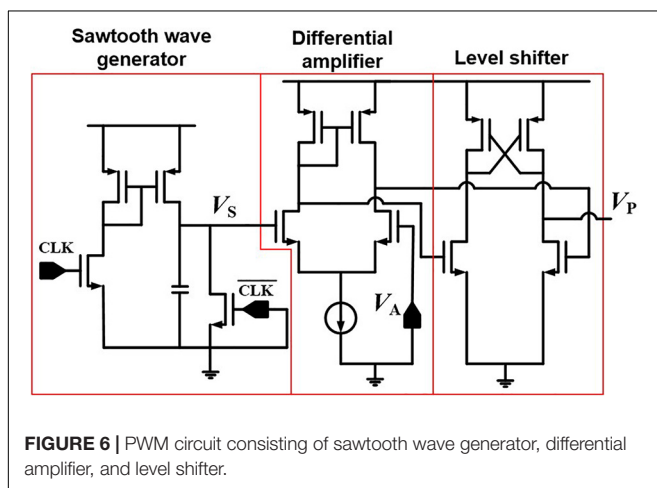 Sawtooth wave
generator
Differential
amplifier
Level shifter
CLK
V_S
\overline{CLK}
V_A
V_P
FIGURE 6 | PWM circuit consisting of sawtooth wave generator, differential
amplifier, and level shifter.